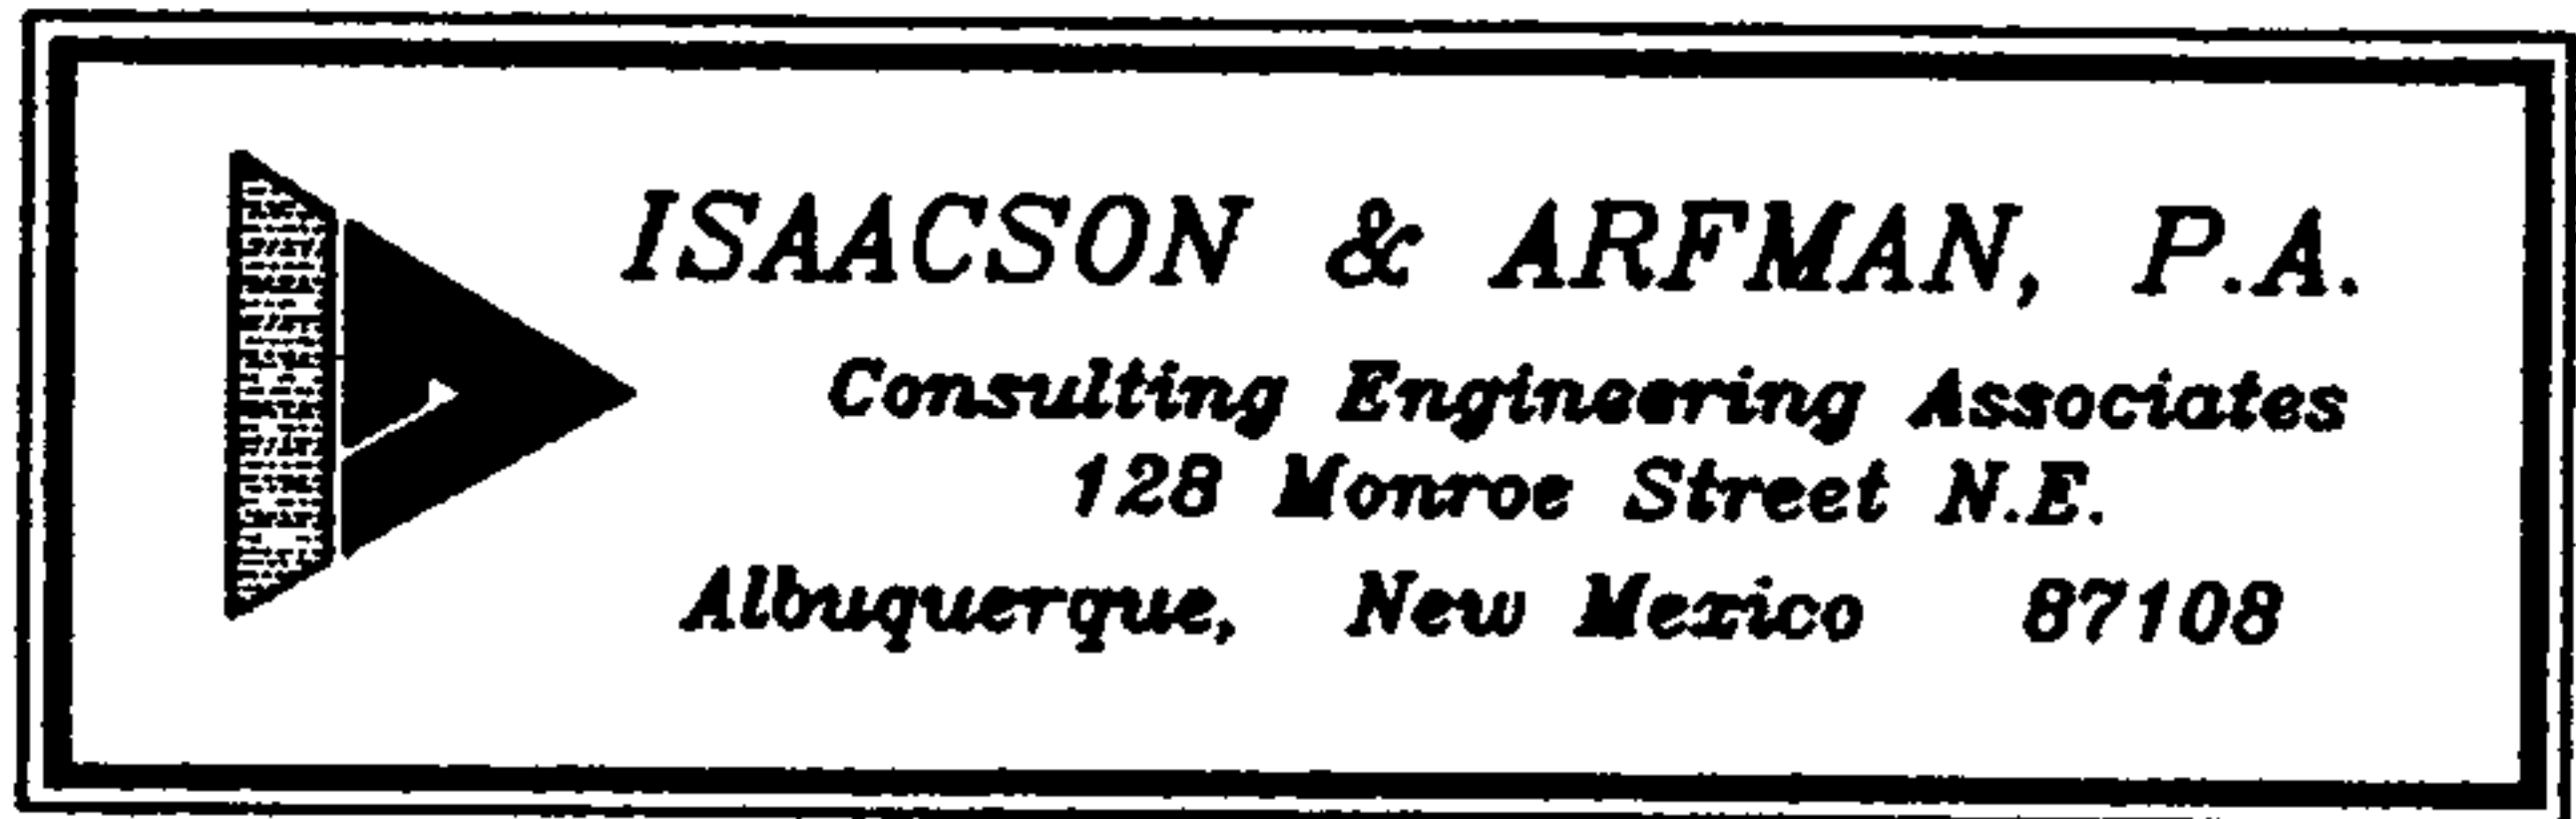 ISAACSON & ARFMAN, P.A.
Consulting Engineering Associates
128 Monroe Street N.E.
Albuquerque, New Mexico 87108